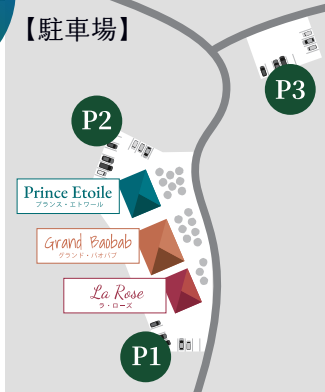 【駐車場】
P3
P2
Prince Etoile
プランス・エトワール
Grand Baobab
グランド・バオバブ
La Rose
ラ・ローズ
P1